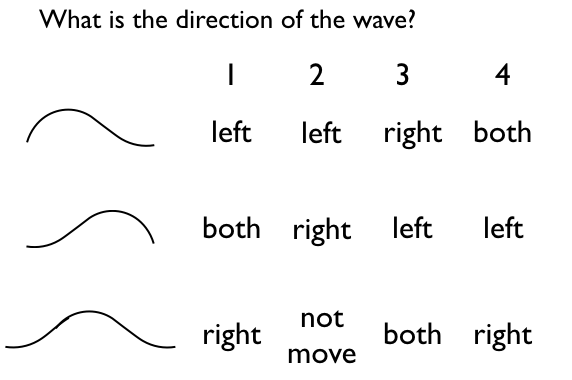 What is the direction of the wave?
1 2 3 4
left left right both
both right left left
right not move both right